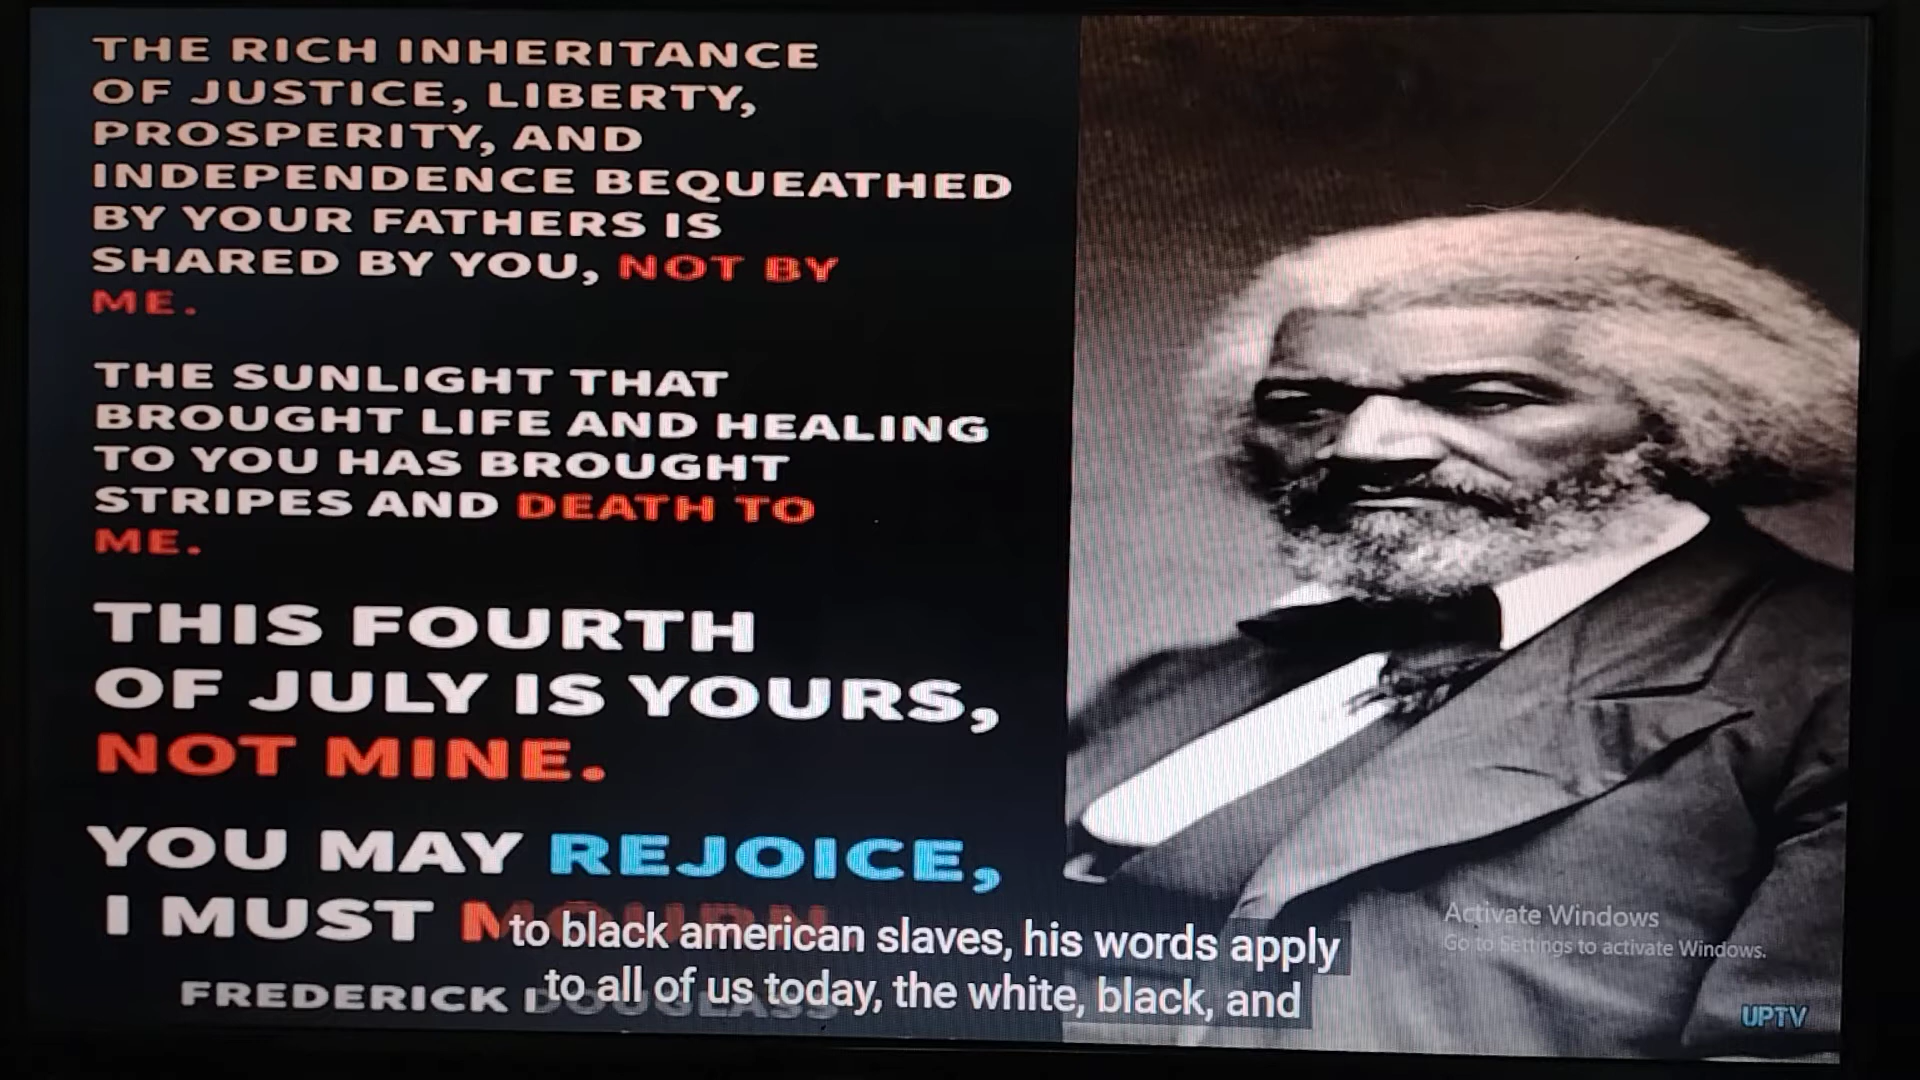 THE RICH INHERITANCE
OF JUSTICE, LIBERTY,
PROSPERITY, AND
INDEPENDENCE BEQUEATHED
BY YOUR FATHERS IS
SHARED BY YOU, NOT BY
ME.
THE SUNLIGHT THAT
BROUGHT LIFE AND HEALING
TO YOU HAS BROUGHT
STRIPES AND DEATH TO
ME.
THIS FOURTH
OF JULY IS YOURS,
NOT MINE.
YOU MAY REJOICE,
I MUST MOURN
FREDERICK DOUGLASS
to black american slaves, his words apply
to all of us today, the white, black, and
Activate Windows
Go to Settings to activate Windows.
UPTV